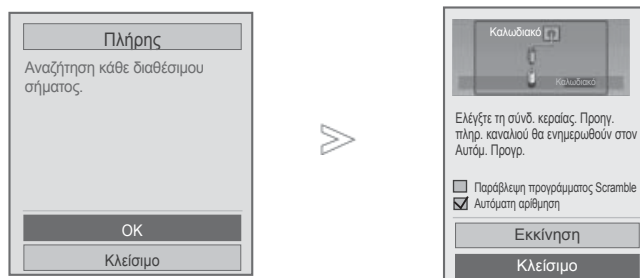 Πλήρης
Αναζήτηση κάθε διαθέσιμου
σήματος.
OK
Κλείσιμο
Καλωδιακό
Καλωδιακό
Ελέγξτε τη σύνδ. κεραίας. Προηγ.
πληρ. καναλιού θα ενημερωθούν στον
Αυτόμ. Προγρ.
Παράβλεψη προγράμματος Scramble
Αυτόματη αρίθμηση
Εκκίνηση
Κλείσιμο